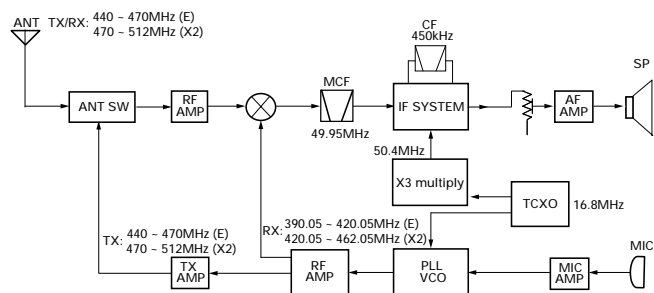 ANT TX/RX: 440 ~ 470MHz (E)
470 ~ 512MHz (X2)
CF
450kHz
SP
MCF
ANT SW
RF
AMP
IF SYSTEM
AF
AMP
49.95MHz
50.4MHz
X3 multiply
TCXO
16.8MHz
TX: 440 ~ 470MHz (E)
470 ~ 512MHz (X2)
RX: 390.05 ~ 420.05MHz (E)
420.05 ~ 462.05MHz (X2)
MIC
TX
AMP
RF
AMP
PLL
VCO
MIC
AMP